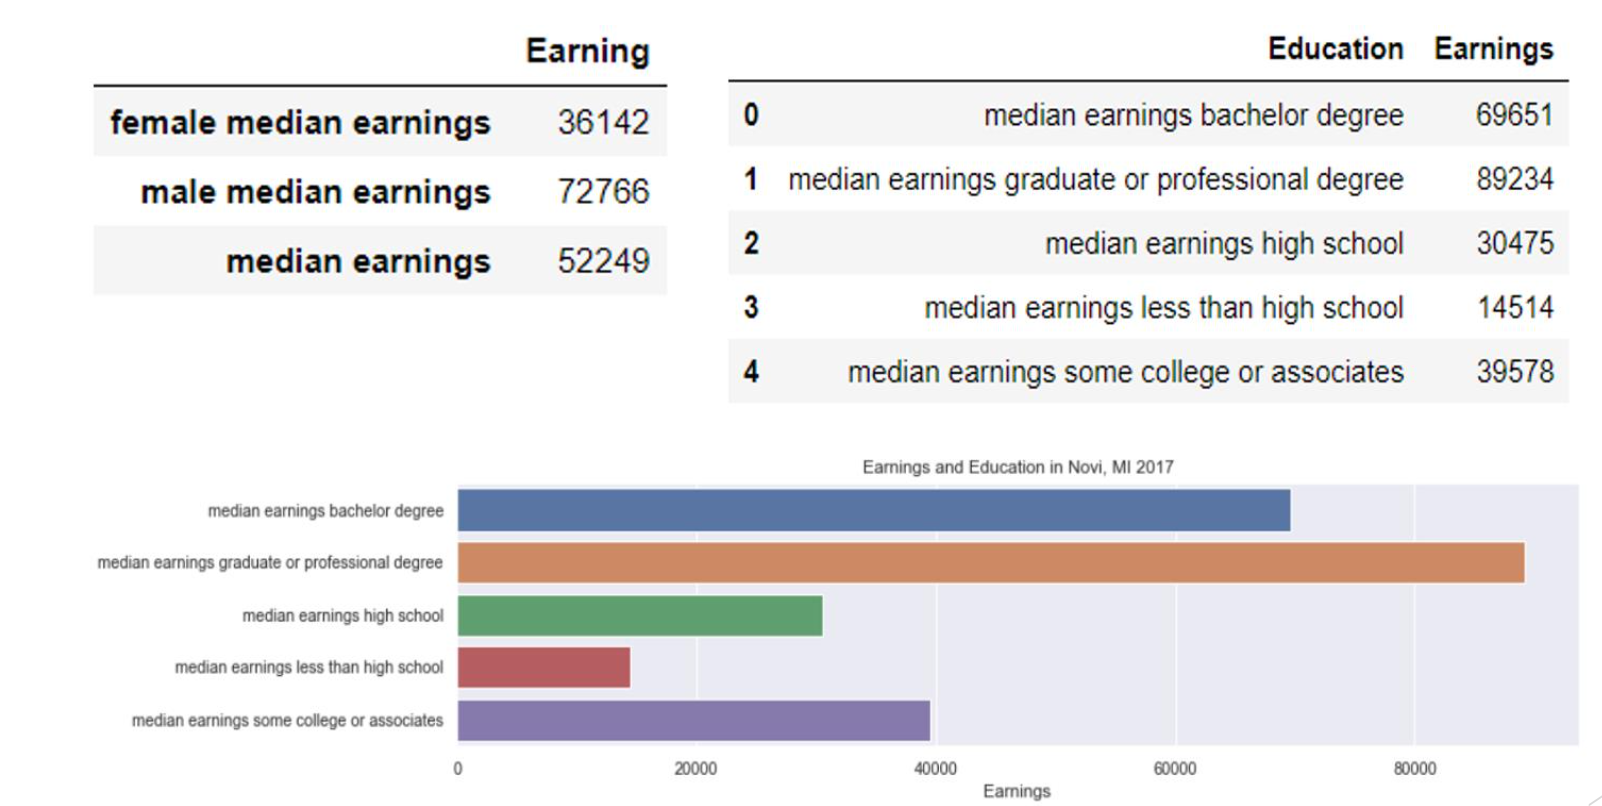 Earning
female median earnings 36142
male median earnings 72766
median earnings 52249
Education Earnings
0 median earnings bachelor degree 69651
1 median earnings graduate or professional degree 89234
2 median earnings high school 30475
3 median earnings less than high school 14514
4 median earnings some college or associates 39578
Earnings and Education in Novi, MI 2017
median earnings bachelor degree
median earnings graduate or professional degree
median earnings high school
median earnings less than high school
median earnings some college or associates
0 20000 40000 60000 80000
Earnings